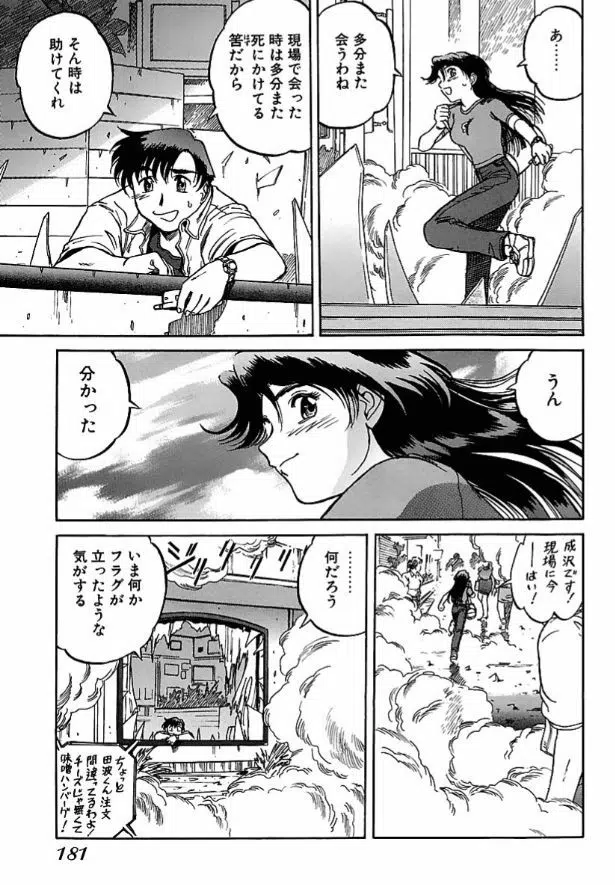 あ……
多分また
会うわね
現場で会った
時は多分また
死にかけてる
筈だから
はず
そん時は
助けてくれ
うん
分かった
成沢です！
現場に今
――はい！
………
何だろう
いま何か
フラグが
立ったような
気がする
ちょっと
田波くん注文
間違ってるわよ！
チーズじゃ無くて
味噌ハンバーグ！
181